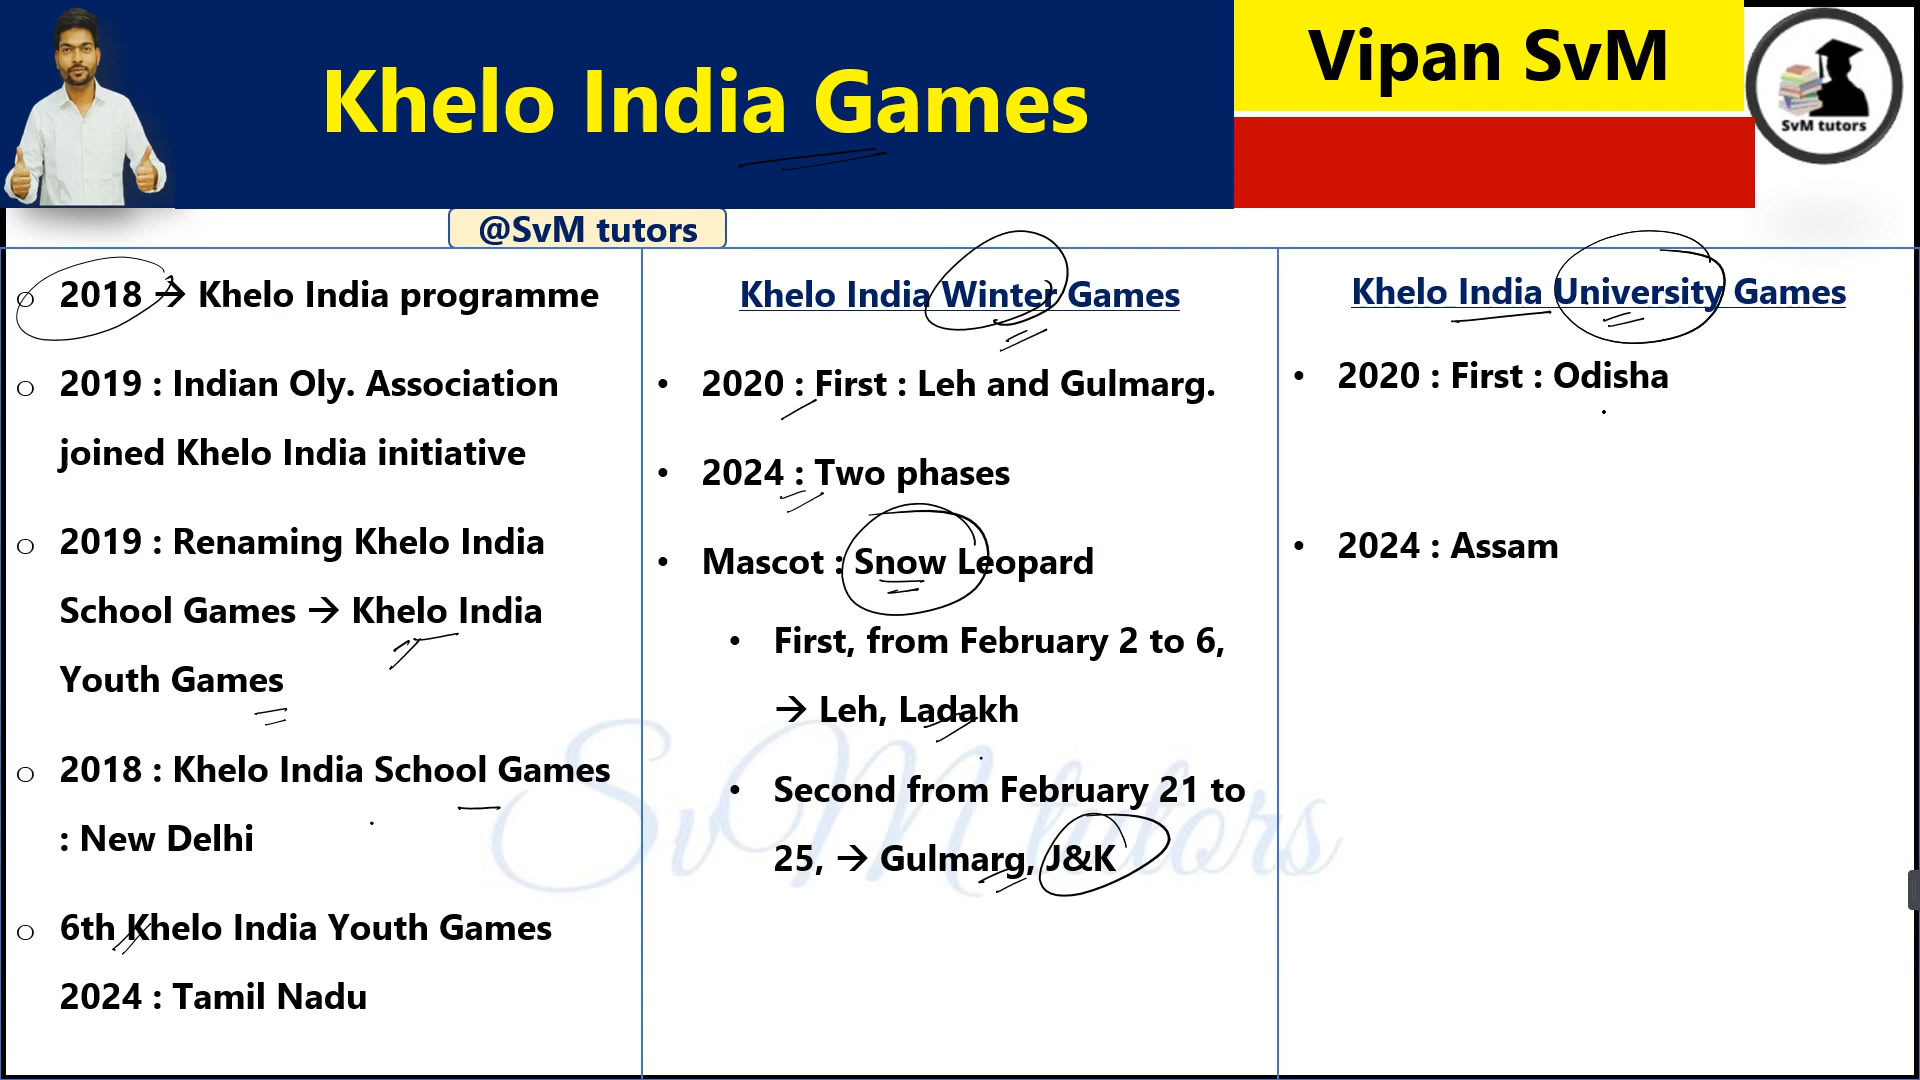 Khelo India Games
Vipan SvM
SvM tutors
@SvM tutors
o 2018 → Khelo India programme
o 2019 : Indian Oly. Association
joined Khelo India initiative
o 2019 : Renaming Khelo India
School Games → Khelo India
Youth Games
o 2018 : Khelo India School Games
: New Delhi
o 6th Khelo India Youth Games
2024 : Tamil Nadu
Khelo India Winter Games
• 2020 : First : Leh and Gulmarg.
• 2024 : Two phases
• Mascot : Snow Leopard
• First, from February 2 to 6,
→ Leh, Ladakh
• Second from February 21 to
25, → Gulmarg, J&K
Khelo India University Games
• 2020 : First : Odisha
• 2024 : Assam
SvM tutors